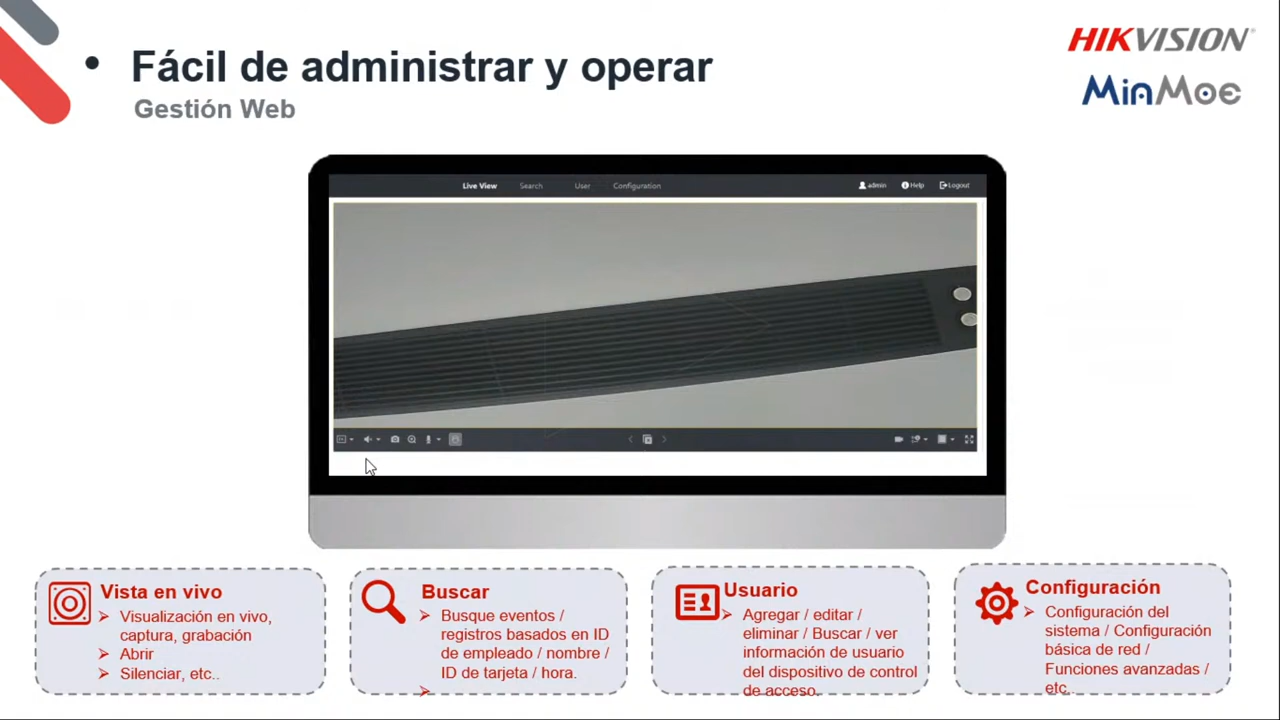 • Fácil de administrar y operar
Gestión Web
HIKVISION®
MinMoe
Live View Search User Configuration admin Help Logout
Vista en vivo
➢ Visualización en vivo,
captura, grabación
➢ Abrir
➢ Silenciar, etc..
Buscar
➢ Busque eventos /
registros basados en ID
de empleado / nombre /
ID de tarjeta / hora.
➢
Usuario
➢ Agregar / editar /
eliminar / Buscar / ver
información de usuario
del dispositivo de control
de acceso.
Configuración
➢ Configuración del
sistema / Configuración
básica de red /
Funciones avanzadas /
etc..